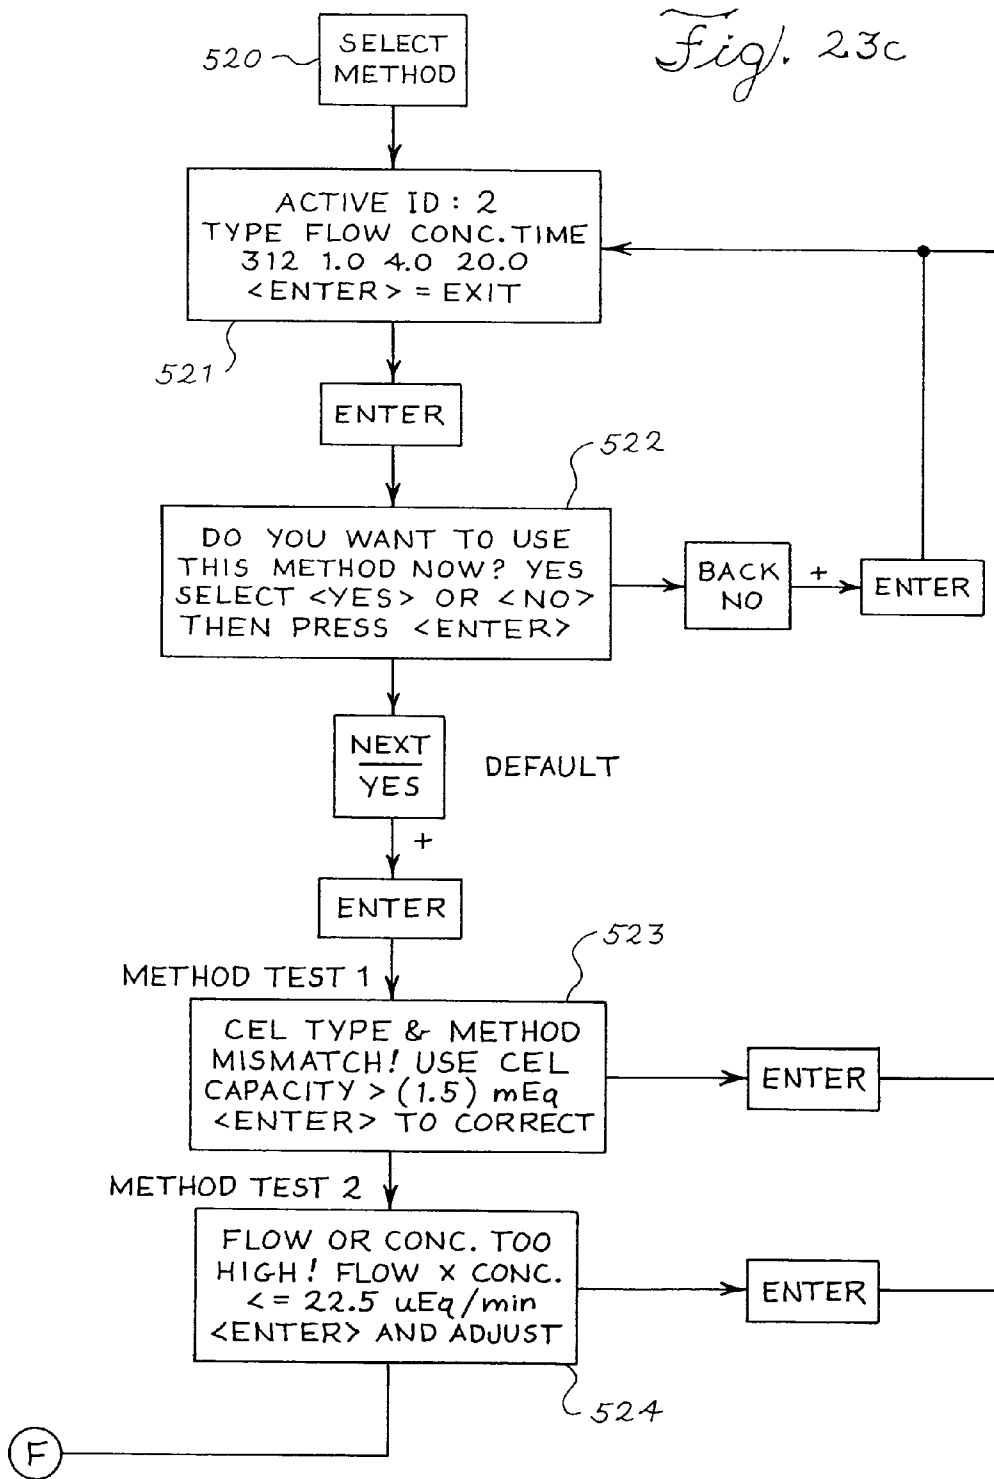 Fig. 23c
520
SELECT
METHOD
ACTIVE ID: 2
TYPE FLOW CONC. TIME
312 1.0 4.0 20.0
<ENTER> = EXIT
521
ENTER
522
DO YOU WANT TO USE
THIS METHOD NOW? YES
SELECT <YES> OR <NO>
THEN PRESS <ENTER>
BACK
NO
+
ENTER
NEXT
YES
DEFAULT
+
ENTER
523
METHOD TEST 1
CEL TYPE & METHOD
MISMATCH! USE CEL
CAPACITY > (1.5) mEq
<ENTER> TO CORRECT
ENTER
METHOD TEST 2
FLOW OR CONC. TOO
HIGH! FLOW X CONC.
<= 22.5 uEq/min
<ENTER> AND ADJUST
ENTER
524
F